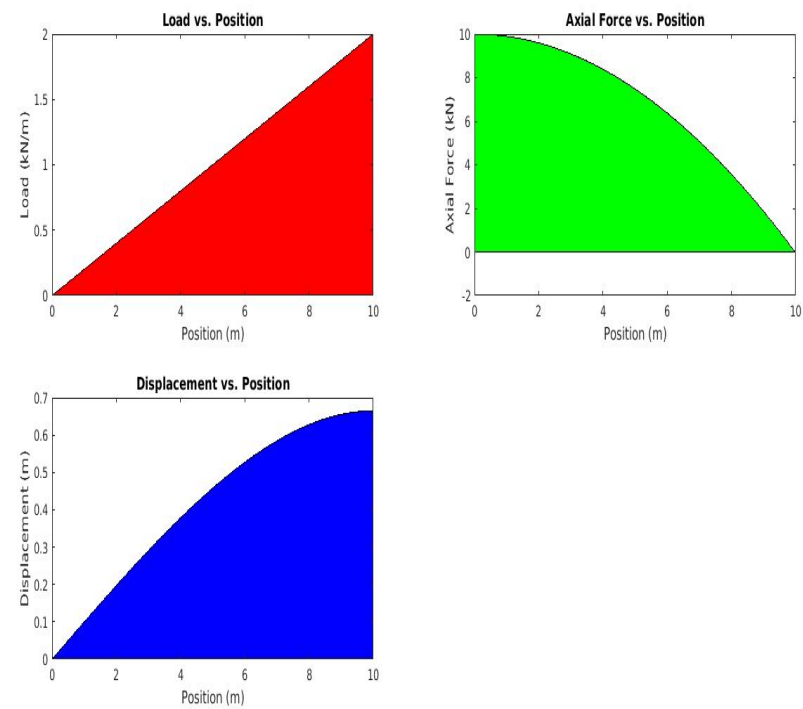 Load vs. Position
2
1.5
1
0.5
0
Load (kN/m)
0 2 4 6 8 10
Position (m)
Axial Force vs. Position
10
8
6
4
2
0
-2
Axial Force (kN)
0 2 4 6 8 10
Position (m)
Displacement vs. Position
0.7
0.6
0.5
0.4
0.3
0.2
0.1
0
Displacement (m)
0 2 4 6 8 10
Position (m)